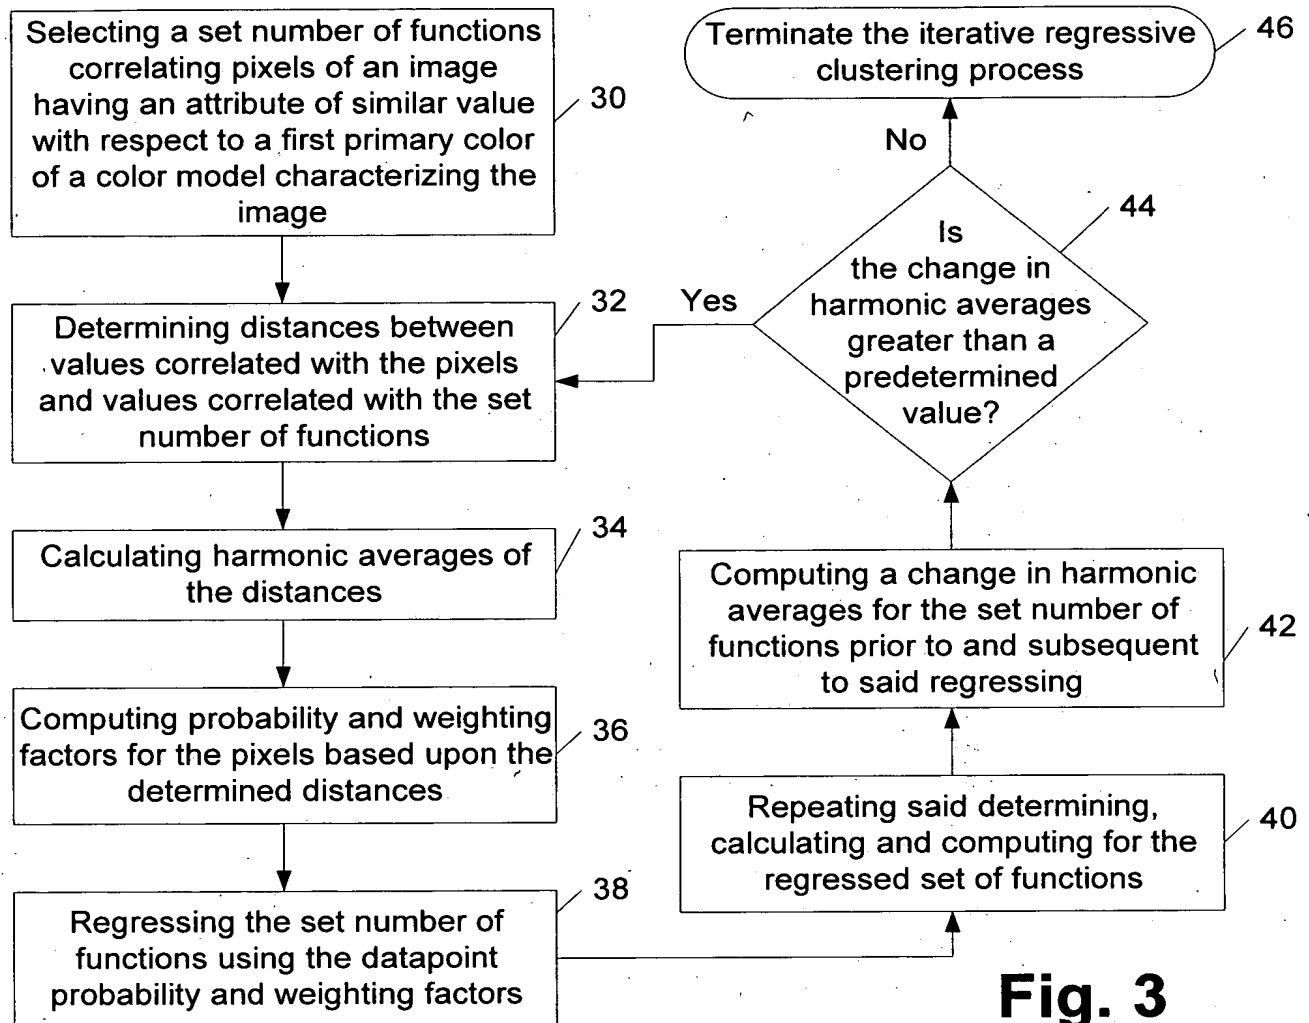 Selecting a set number of functions
correlating pixels of an image
having an attribute of similar value
with respect to a first primary color
of a color model characterizing the
image
30
Determining distances between
values correlated with the pixels
and values correlated with the set
number of functions
32
Calculating harmonic averages of
the distances
34
Computing probability and weighting
factors for the pixels based upon the
determined distances
36
Regressing the set number of
functions using the datapoint
probability and weighting factors
38
Repeating said determining,
calculating and computing for the
regressed set of functions
40
Computing a change in harmonic
averages for the set number of
functions prior to and subsequent
to said regressing
42
Is
the change in
harmonic averages
greater than a
predetermined
value?
44
Yes
No
Terminate the iterative regressive
clustering process
46
Fig. 3